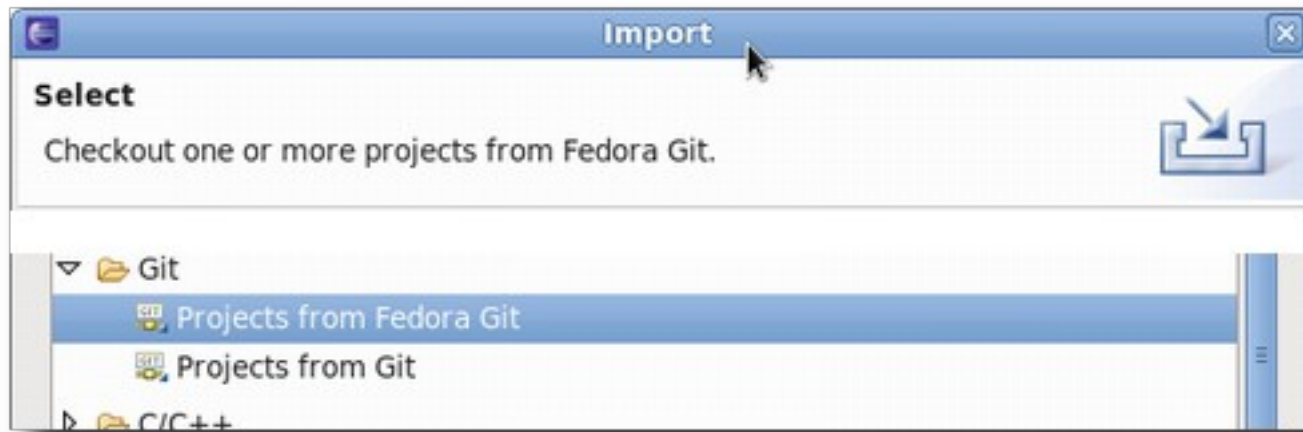 Import
Select
Checkout one or more projects from Fedora Git.
Git
Projects from Fedora Git
Projects from Git
C/C++